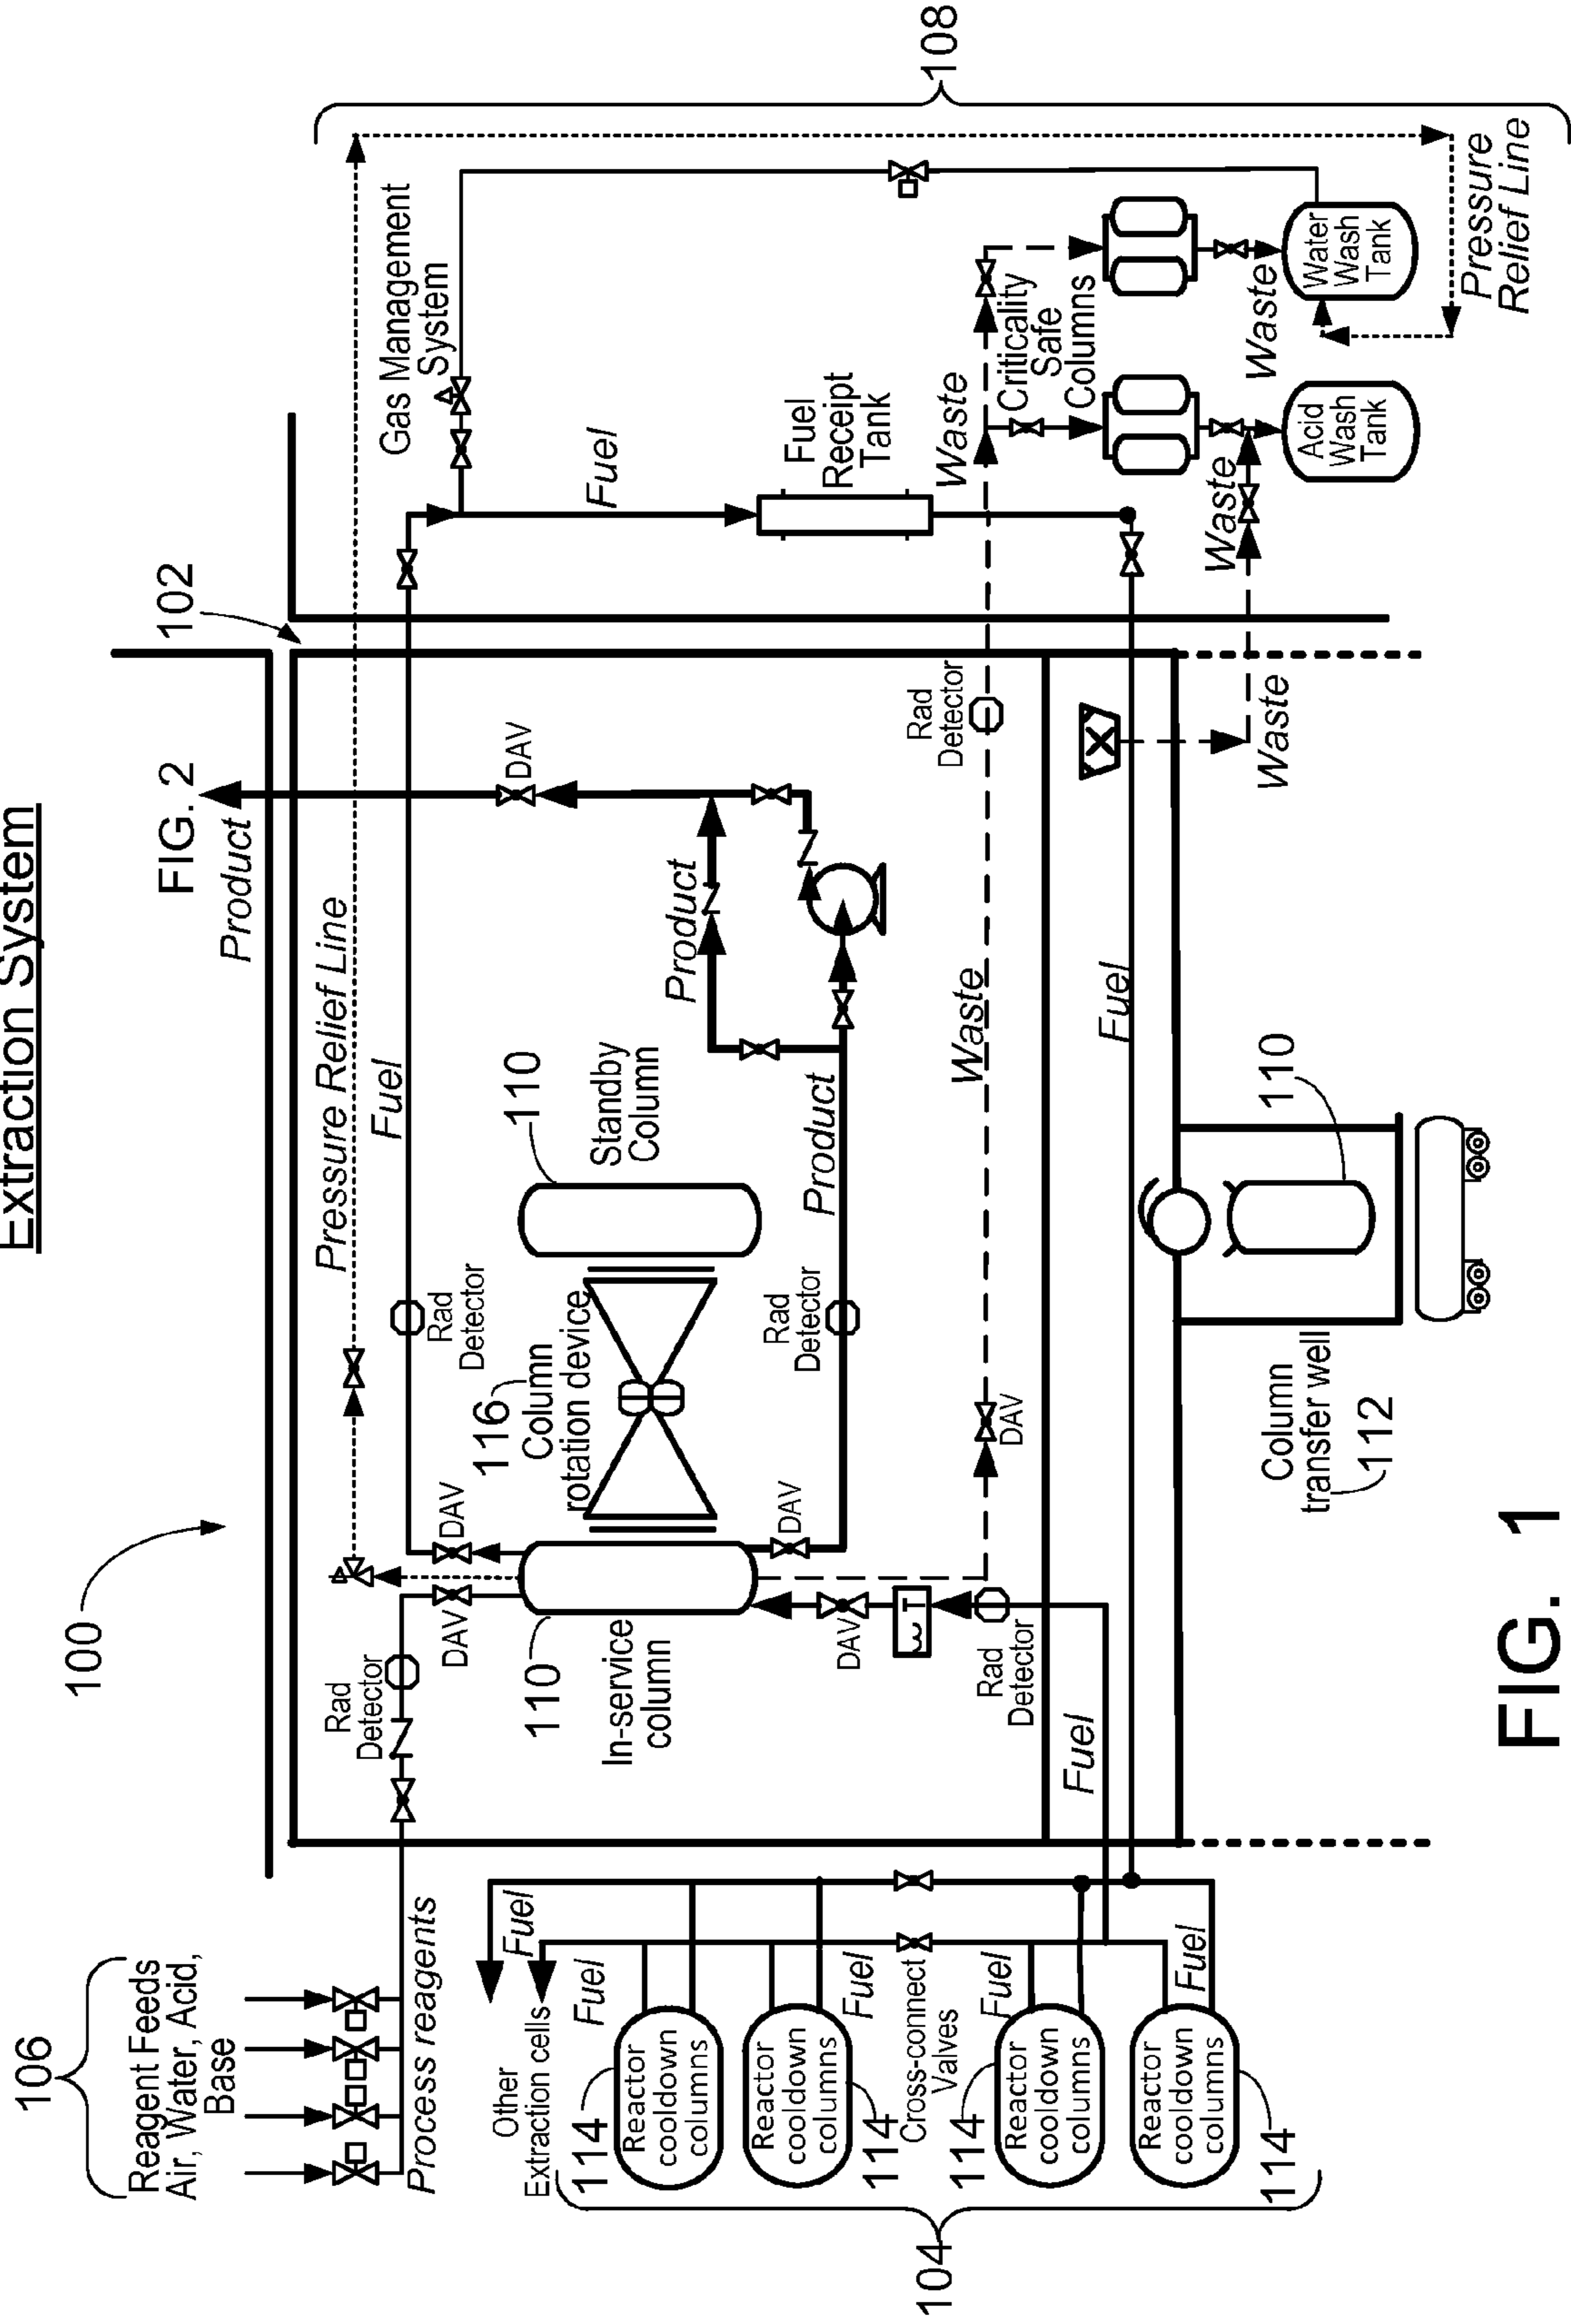 Extraction System
100
102
106
Reagent Feeds
Air, Water, Acid,
Base
Process reagents
Rad
Detector
DAV
Pressure Relief Line
Fuel
DAV
Rad
Detector
FIG. 2
Product
DAV
Gas Management
System
108
110
In-service
column
116
Column
rotation device
110
Standby
Column
Product
Fuel
Fuel
Receipt
Tank
DAV
Rad
Detector
Product
DAV
Rad
Detector
DAV
Waste
Rad
Detector
Waste
Criticality
Safe
Columns
Fuel
Fuel
Waste
Waste
Waste
Acid
Wash
Tank
Water
Wash
Tank
Pressure
Relief Line
Other
Extraction cells
Fuel
Fuel
114
Reactor
cooldown
columns
Reactor
cooldown
columns
114
Fuel
Cross-connect
Valves
Fuel
114
Reactor
cooldown
columns
Fuel
Reactor
cooldown
columns
114
104
Column
transfer well
112
110
FIG. 1